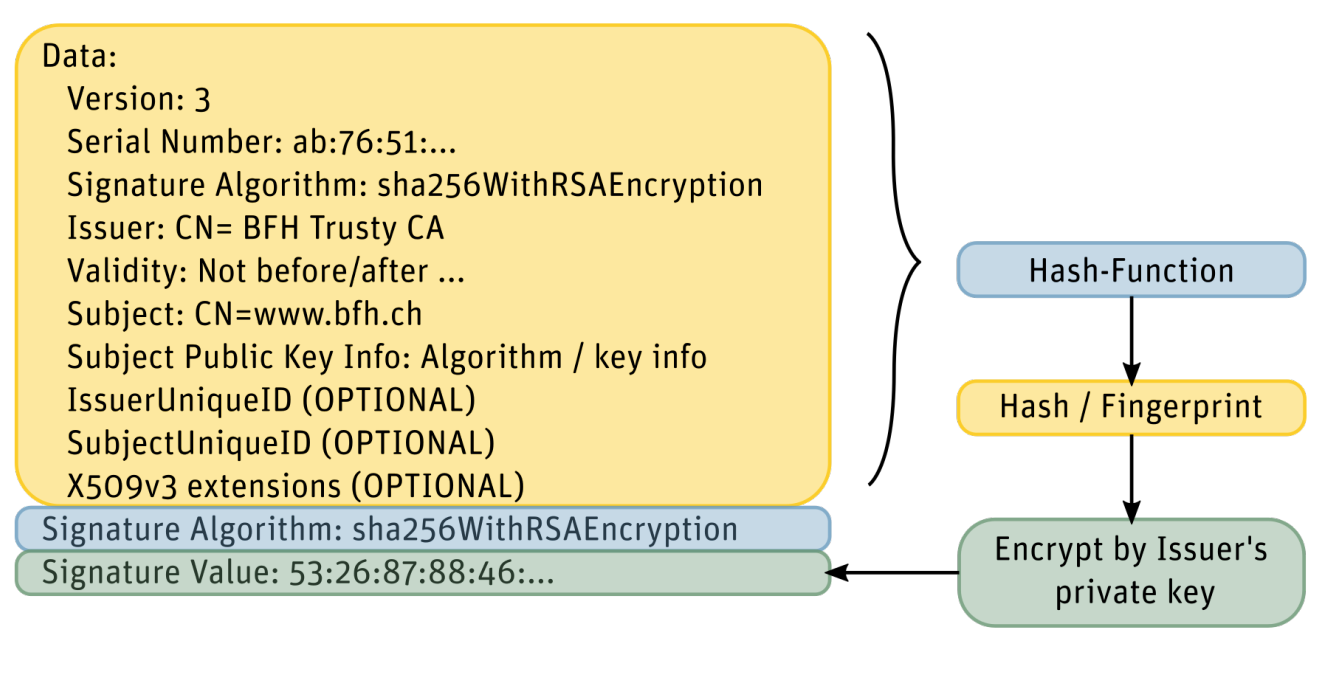 Data:
Version: 3
Serial Number: ab:76:51:...
Signature Algorithm: sha256WithRSAEncryption
Issuer: CN= BFH Trusty CA
Validity: Not before/after ...
Subject: CN=www.bfh.ch
Subject Public Key Info: Algorithm / key info
IssuerUniqueID (OPTIONAL)
SubjectUniqueID (OPTIONAL)
X509v3 extensions (OPTIONAL)
Signature Algorithm: sha256WithRSAEncryption
Signature Value: 53:26:87:88:46:...
Hash-Function
Hash / Fingerprint
Encrypt by Issuer's
private key